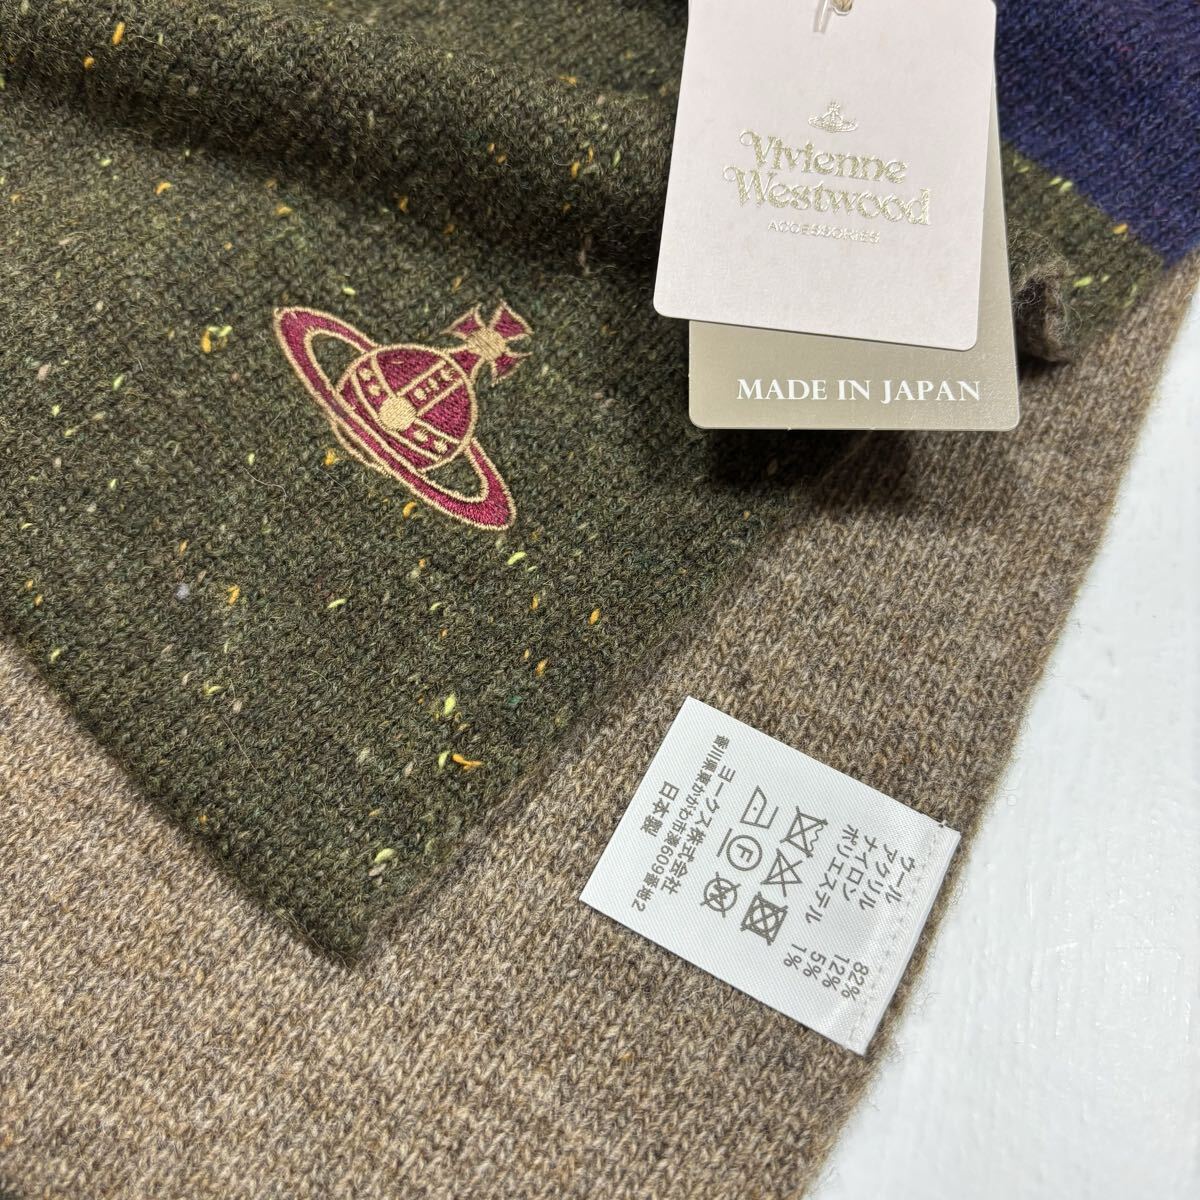 Vivienne
Westwood
ACCESSORIES
MADE IN JAPAN
ウール 82%
アクリル 12%
ナイロン 5%
ポリエステル 1%
F
ヨークス株式会社
香川県東かがわ市湊609番地2
日本製